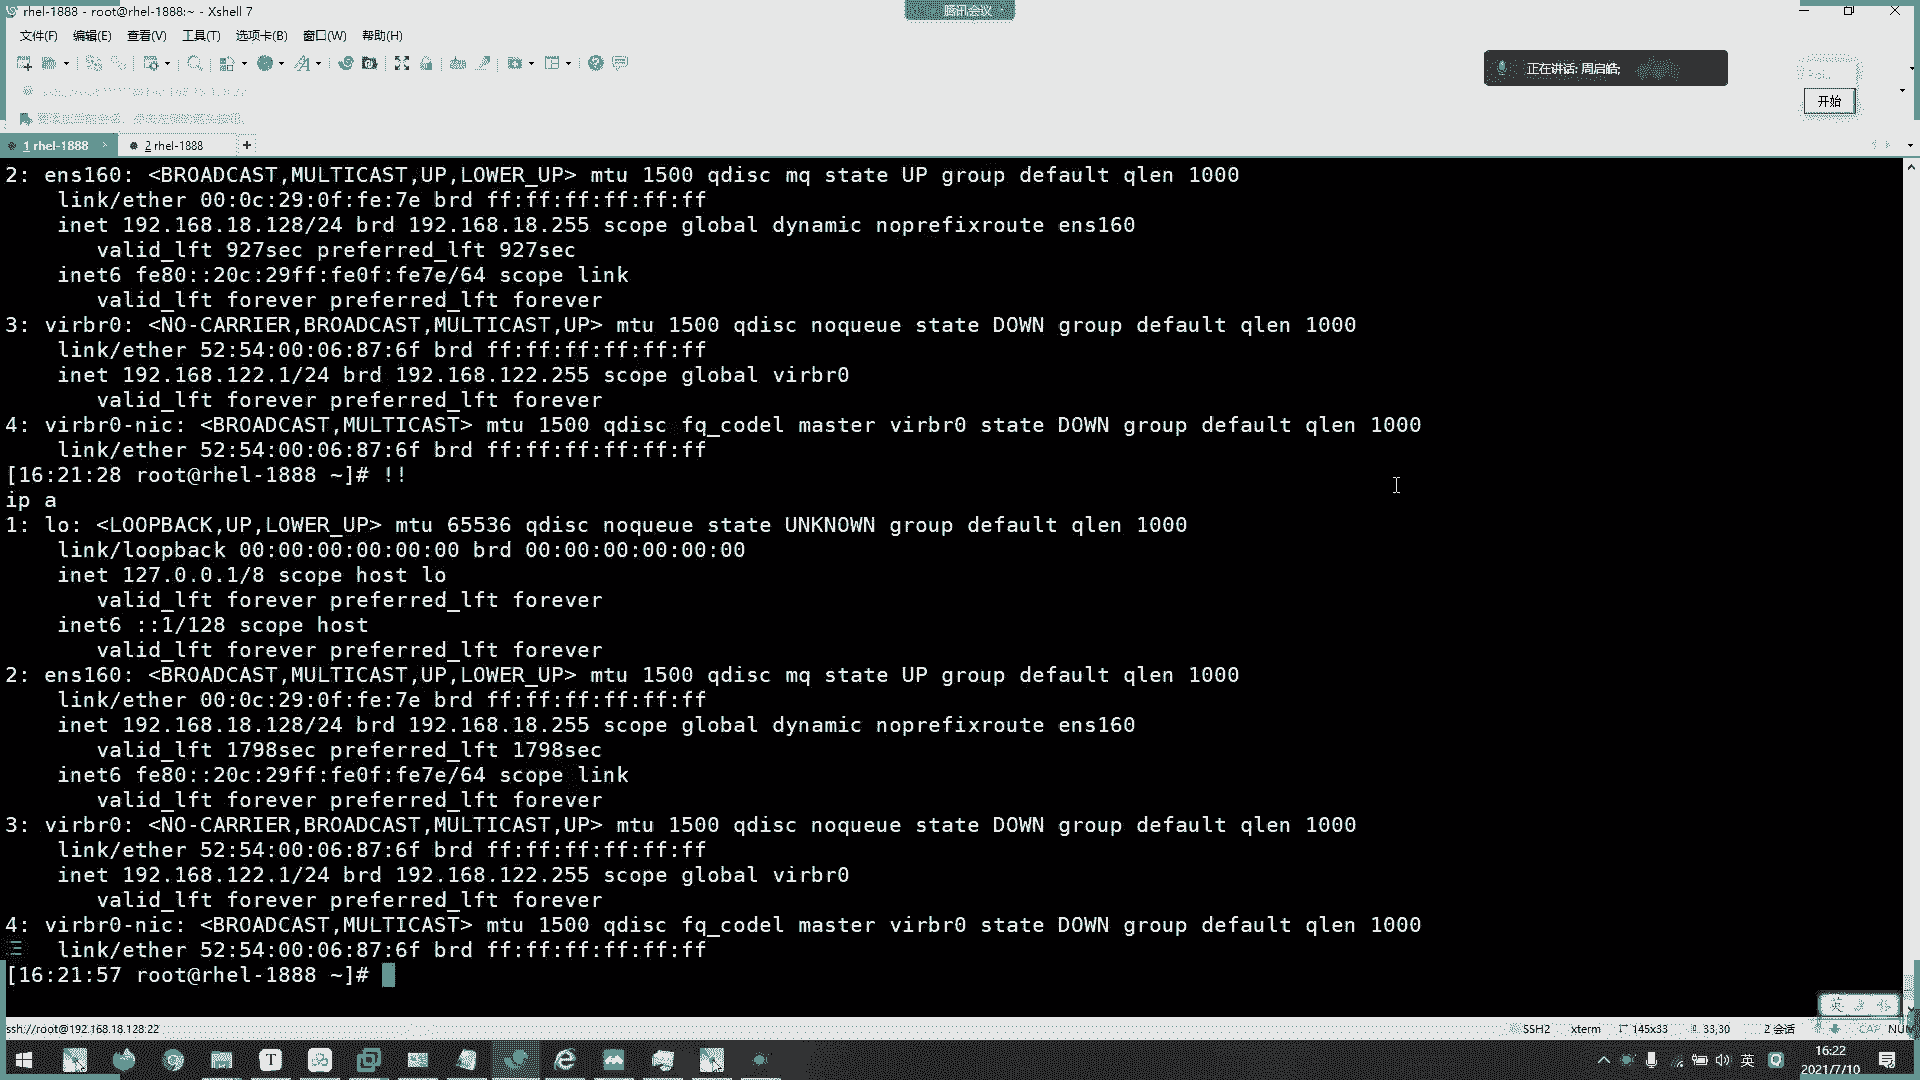 rhel-1888 - root@rhel-1888:~ - Xshell 7
腾讯会议
文件(F) 编辑(E) 查看(V) 工具(T) 选项卡(B) 窗口(W) 帮助(H)
正在讲话: 周启皓;
开始
1 rhel-1888 × 2 rhel-1888 +
2: ens160: <BROADCAST,MULTICAST,UP,LOWER_UP> mtu 1500 qdisc mq state UP group default qlen 1000
link/ether 00:0c:29:0f:fe:7e brd ff:ff:ff:ff:ff:ff
inet 192.168.18.128/24 brd 192.168.18.255 scope global dynamic noprefixroute ens160
valid_lft 927sec preferred_lft 927sec
inet6 fe80::20c:29ff:fe0f:fe7e/64 scope link
valid_lft forever preferred_lft forever
3: virbr0: <NO-CARRIER,BROADCAST,MULTICAST,UP> mtu 1500 qdisc noqueue state DOWN group default qlen 1000
link/ether 52:54:00:06:87:6f brd ff:ff:ff:ff:ff:ff
inet 192.168.122.1/24 brd 192.168.122.255 scope global virbr0
valid_lft forever preferred_lft forever
4: virbr0-nic: <BROADCAST,MULTICAST> mtu 1500 qdisc fq_codel master virbr0 state DOWN group default qlen 1000
link/ether 52:54:00:06:87:6f brd ff:ff:ff:ff:ff:ff
[16:21:28 root@rhel-1888 ~]# !!
ip a
1: lo: <LOOPBACK,UP,LOWER_UP> mtu 65536 qdisc noqueue state UNKNOWN group default qlen 1000
link/loopback 00:00:00:00:00:00 brd 00:00:00:00:00:00
inet 127.0.0.1/8 scope host lo
valid_lft forever preferred_lft forever
inet6 ::1/128 scope host
valid_lft forever preferred_lft forever
2: ens160: <BROADCAST,MULTICAST,UP,LOWER_UP> mtu 1500 qdisc mq state UP group default qlen 1000
link/ether 00:0c:29:0f:fe:7e brd ff:ff:ff:ff:ff:ff
inet 192.168.18.128/24 brd 192.168.18.255 scope global dynamic noprefixroute ens160
valid_lft 1798sec preferred_lft 1798sec
inet6 fe80::20c:29ff:fe0f:fe7e/64 scope link
valid_lft forever preferred_lft forever
3: virbr0: <NO-CARRIER,BROADCAST,MULTICAST,UP> mtu 1500 qdisc noqueue state DOWN group default qlen 1000
link/ether 52:54:00:06:87:6f brd ff:ff:ff:ff:ff:ff
inet 192.168.122.1/24 brd 192.168.122.255 scope global virbr0
valid_lft forever preferred_lft forever
4: virbr0-nic: <BROADCAST,MULTICAST> mtu 1500 qdisc fq_codel master virbr0 state DOWN group default qlen 1000
link/ether 52:54:00:06:87:6f brd ff:ff:ff:ff:ff:ff
[16:21:57 root@rhel-1888 ~]#
英
ssh://root@192.168.18.128:22 SSH2 xterm 145x33 33,30 2 会话 CAP NUM
英
16:22
2021/7/10